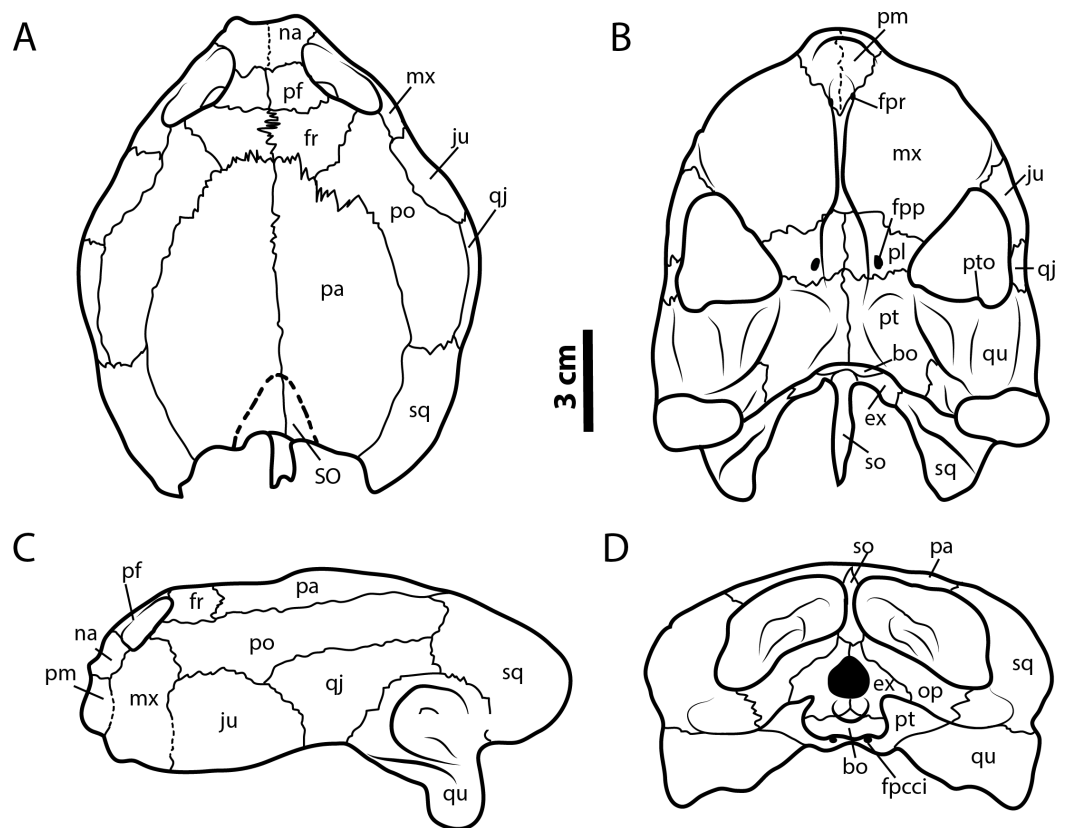 A
na
pf
fr
mx
ju
qj
po
pa
sq
SO
B
pm
fpr
mx
ju
fpp
pl
pto
qj
pt
bo
qu
ex
so
sq
3 cm
C
pf
fr
pa
na
po
pm
mx
qj
sq
ju
qu
D
so
pa
sq
ex
op
pt
bo
qu
fpcci